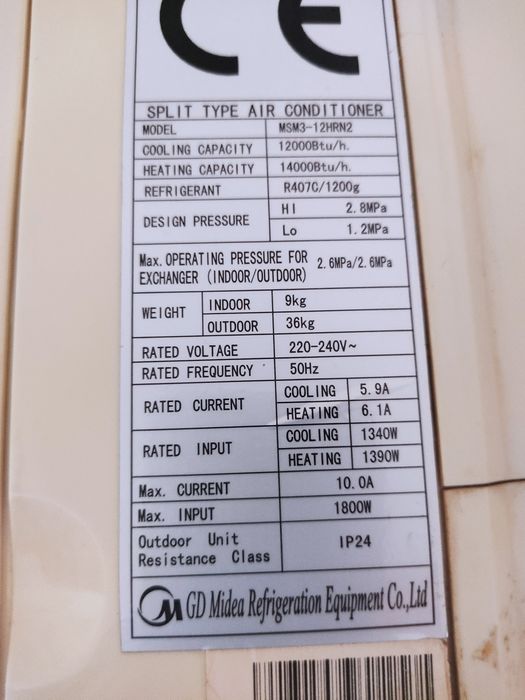 CE
SPLIT TYPE AIR CONDITIONER
MODEL MSM3-12HRN2
COOLING CAPACITY 12000Btu/h.
HEATING CAPACITY 14000Btu/h.
REFRIGERANT R407C/1200g
DESIGN PRESSURE HI 2.8MPa
Lo 1.2MPa
Max. OPERATING PRESSURE FOR
EXCHANGER (INDOOR/OUTDOOR) 2.6MPa/2.6MPa
WEIGHT INDOOR 9kg
OUTDOOR 36kg
RATED VOLTAGE 220-240V~
RATED FREQUENCY 50Hz
RATED CURRENT COOLING 5.9A
HEATING 6.1A
RATED INPUT COOLING 1340W
HEATING 1390W
Max. CURRENT 10.0A
Max. INPUT 1800W
Outdoor Unit
Resistance Class IP24
GD Midea Refrigeration Equipment Co.,Ltd